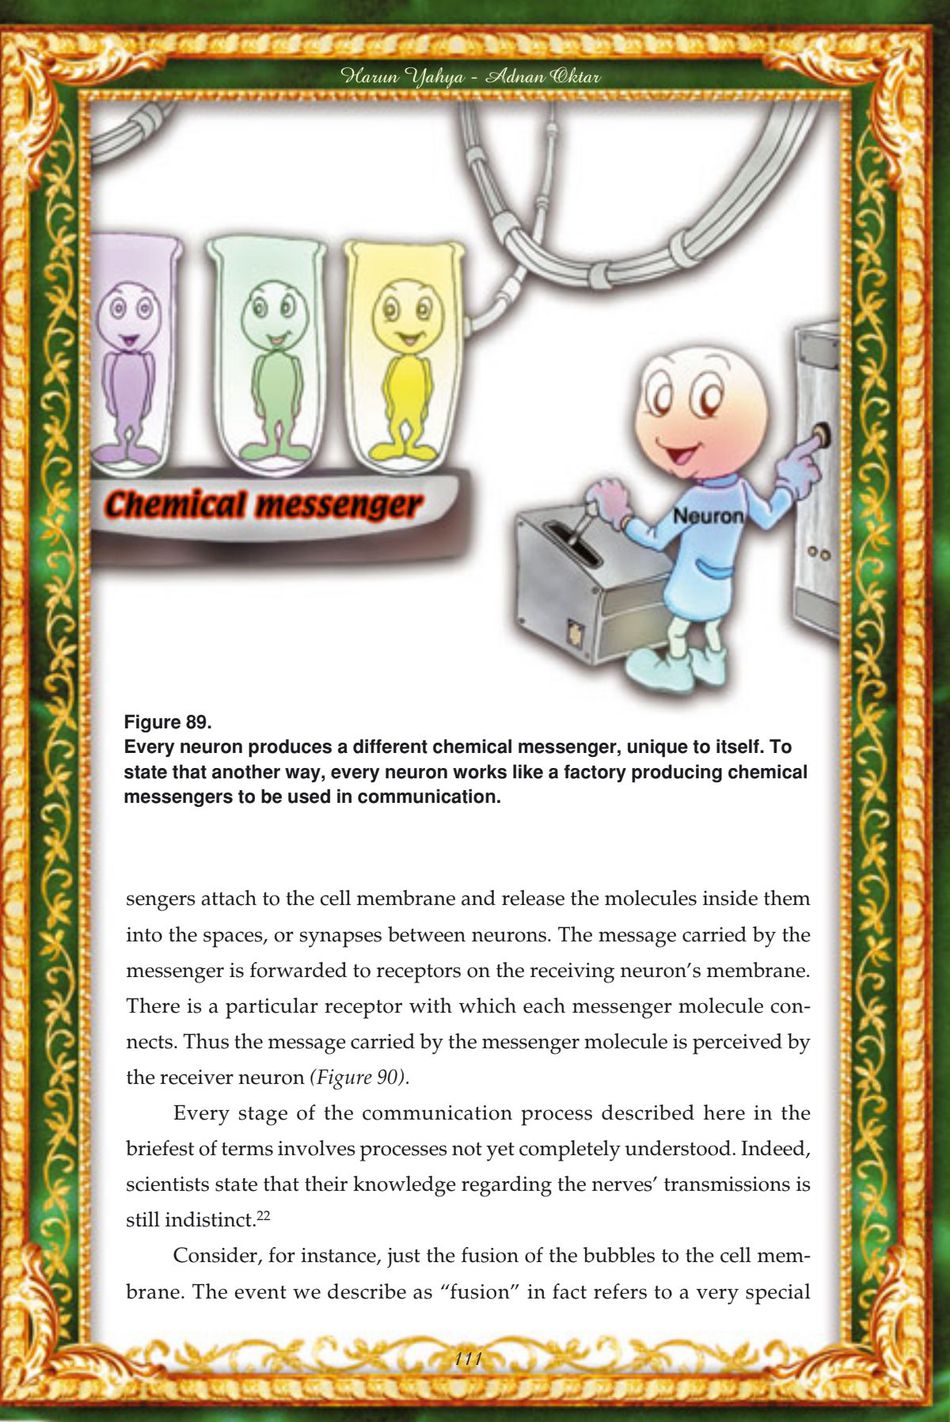 Harun Yahya - Adnan Oktar
Chemical messenger
Neuron
Figure 89.
Every neuron produces a different chemical messenger, unique to itself. To
state that another way, every neuron works like a factory producing chemical
messengers to be used in communication.
sengers attach to the cell membrane and release the molecules inside them
into the spaces, or synapses between neurons. The message carried by the
messenger is forwarded to receptors on the receiving neuron’s membrane.
There is a particular receptor with which each messenger molecule con-
nects. Thus the message carried by the messenger molecule is perceived by
the receiver neuron (Figure 90).
Every stage of the communication process described here in the
briefest of terms involves processes not yet completely understood. Indeed,
scientists state that their knowledge regarding the nerves’ transmissions is
still indistinct.22
Consider, for instance, just the fusion of the bubbles to the cell mem-
brane. The event we describe as “fusion” in fact refers to a very special
111